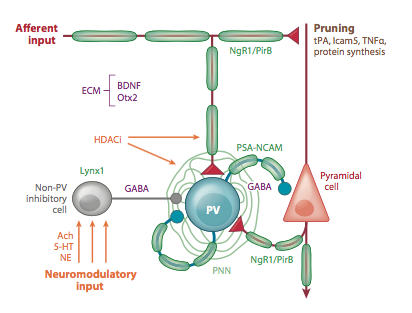 Afferent
input
Pruning
tPA, Icam5, TNFα,
protein synthesis
NgR1/PirB
ECM
BDNF
Otx2
HDACi
PSA-NCAM
Lynx1
Pyramidal
cell
Non-PV
inhibitory
cell
GABA
GABA
PV
Ach
5-HT
NE
NgR1/PirB
PNN
Neuromodulatory
input